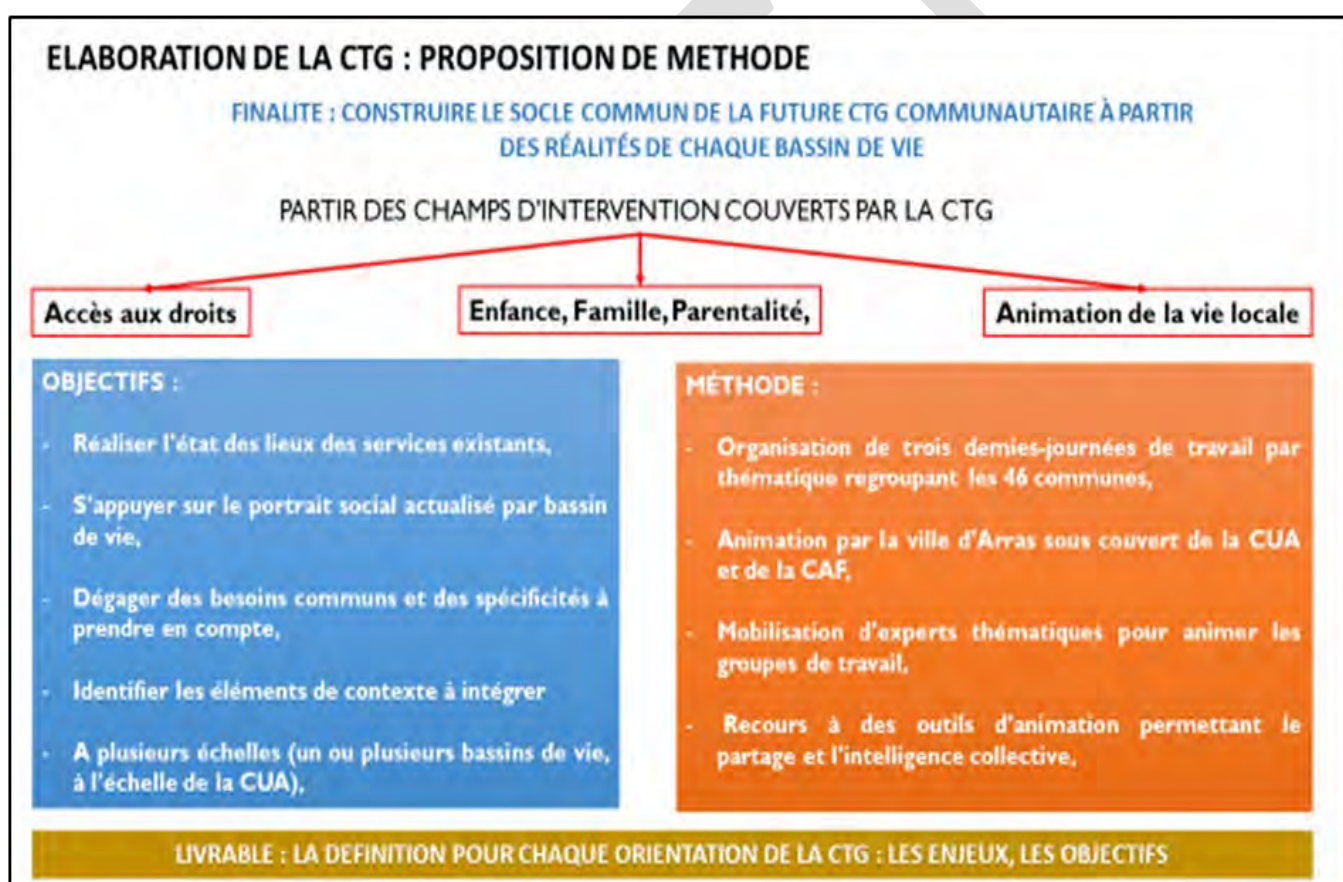 ELABORATION DE LA CTG : PROPOSITION DE METHODE
FINALITE : CONSTRUIRE LE SOCLE COMMUN DE LA FUTURE CTG COMMUNAUTAIRE À PARTIR
DES RÉALITÉS DE CHAQUE BASSIN DE VIE
PARTIR DES CHAMPS D'INTERVENTION COUVERTS PAR LA CTG
Accès aux droits
Enfance, Famille, Parentalité,
Animation de la vie locale
OBJECTIFS :
- Réaliser l'état des lieux des services existants,
- S'appuyer sur le portrait social actualisé par bassin
de vie,
- Dégager des besoins communs et des spécificités à
prendre en compte,
- Identifier les éléments de contexte à intégrer
- A plusieurs échelles (un ou plusieurs bassins de vie,
à l'échelle de la CUA),
MÉTHODE :
- Organisation de trois demies-journées de travail par
thématique regroupant les 46 communes,
- Animation par la ville d'Arras sous couvert de la CUA
et de la CAF,
- Mobilisation d'experts thématiques pour animer les
groupes de travail,
- Recours à des outils d'animation permettant le
partage et l'intelligence collective,
LIVRABLE : LA DEFINITION POUR CHAQUE ORIENTATION DE LA CTG : LES ENJEUX, LES OBJECTIFS